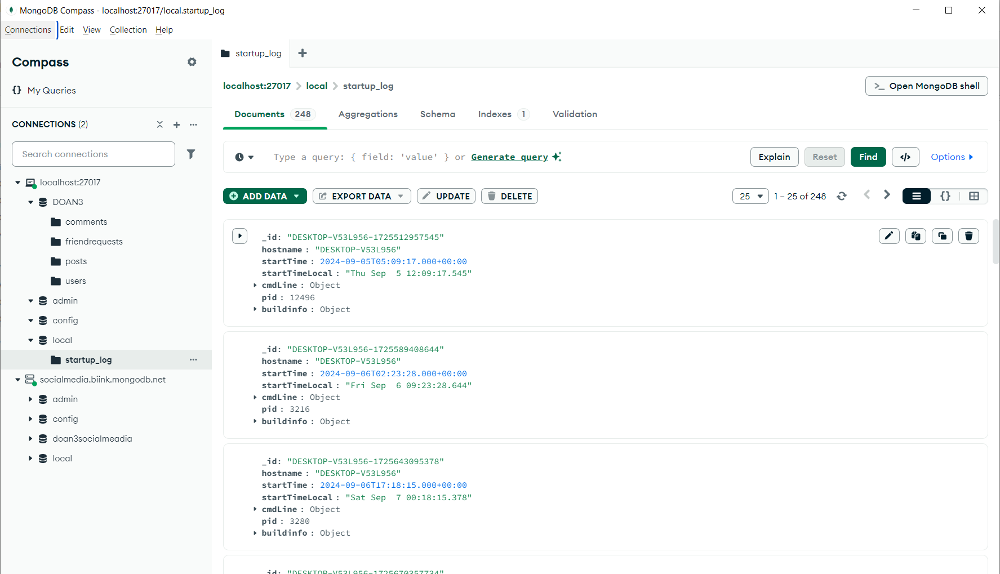 MongoDB Compass - localhost:27017/local.startup_log
Connections Edit View Collection Help
Compass
{} My Queries
CONNECTIONS (2)
Search connections
localhost:27017
DOAN3
comments
friendrequests
posts
users
admin
config
local
startup_log
socialmedia.biink.mongodb.net
admin
config
doan3socialmeadia
local
startup_log
localhost:27017 > local > startup_log
>_ Open MongoDB shell
Documents 248 Aggregations Schema Indexes 1 Validation
Type a query: { field: 'value' } or Generate query
Explain Reset Find </> Options
ADD DATA EXPORT DATA UPDATE DELETE
25 1 – 25 of 248 {}
_id: "DESKTOP-V53L956-1725512957545"
hostname : "DESKTOP-V53L956"
startTime : 2024-09-05T05:09:17.000+00:00
startTimeLocal : "Thu Sep  5 12:09:17.545"
cmdLine : Object
pid : 12496
buildinfo : Object
_id: "DESKTOP-V53L956-1725589408644"
hostname : "DESKTOP-V53L956"
startTime : 2024-09-06T02:23:28.000+00:00
startTimeLocal : "Fri Sep  6 09:23:28.644"
cmdLine : Object
pid : 3216
buildinfo : Object
_id: "DESKTOP-V53L956-1725643095378"
hostname : "DESKTOP-V53L956"
startTime : 2024-09-06T17:18:15.000+00:00
startTimeLocal : "Sat Sep  7 00:18:15.378"
cmdLine : Object
pid : 3280
buildinfo : Object
_id: "DESKTOP-V53L956-1725670357734"